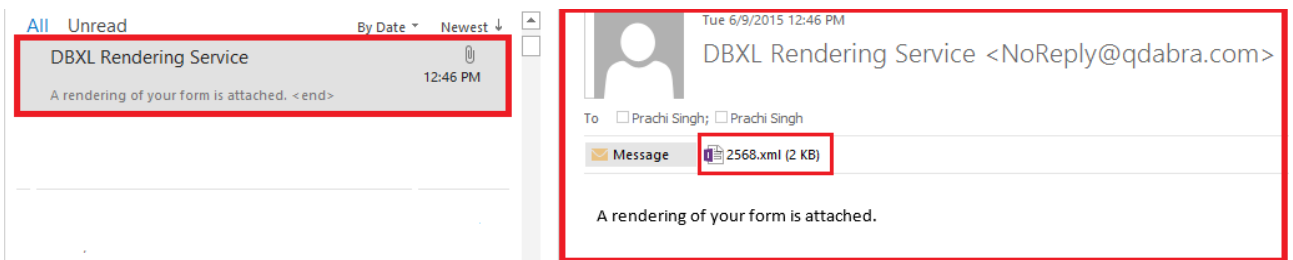 All Unread By Date Newest ↓
DBXL Rendering Service
12:46 PM
A rendering of your form is attached. <end>
Tue 6/9/2015 12:46 PM
DBXL Rendering Service <NoReply@qdabra.com>
To Prachi Singh; Prachi Singh
Message 2568.xml (2 KB)
A rendering of your form is attached.